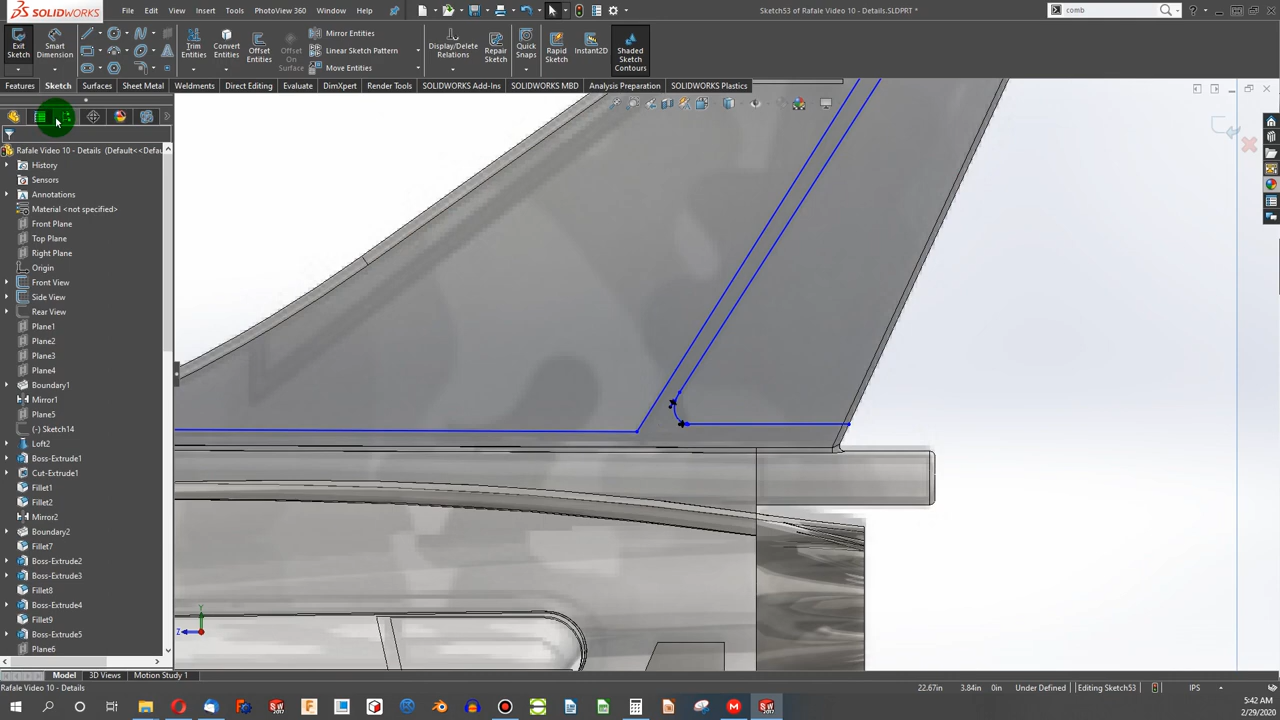 SOLIDWORKS
File Edit View Insert Tools PhotoView 360 Window Help
Sketch53 of Rafale Video 10 - Details.SLDPRT *
comb
Exit Sketch
Smart Dimension
Trim Entities
Convert Entities
Offset Entities
Offset On Surface
Mirror Entities
Linear Sketch Pattern
Move Entities
Display/Delete Relations
Repair Sketch
Quick Snaps
Rapid Sketch
Instant2D
Shaded Sketch Contours
Features Sketch Surfaces Sheet Metal Weldments Direct Editing Evaluate DimXpert Render Tools SOLIDWORKS Add-Ins SOLIDWORKS MBD Analysis Preparation SOLIDWORKS Plastics
Rafale Video 10 - Details (Default<<Defau
History
Sensors
Annotations
Material <not specified>
Front Plane
Top Plane
Right Plane
Origin
Front View
Side View
Rear View
Plane1
Plane2
Plane3
Plane4
Boundary1
Mirror1
Plane5
(-) Sketch14
Loft2
Boss-Extrude1
Cut-Extrude1
Fillet1
Fillet2
Mirror2
Boundary2
Fillet7
Boss-Extrude2
Boss-Extrude3
Fillet8
Boss-Extrude4
Fillet9
Boss-Extrude5
Plane6
Y
Z
Model 3D Views Motion Study 1
Rafale Video 10 - Details
22.67in 3.84in 0in Under Defined Editing Sketch53 IPS
5:42 AM
2/29/2020